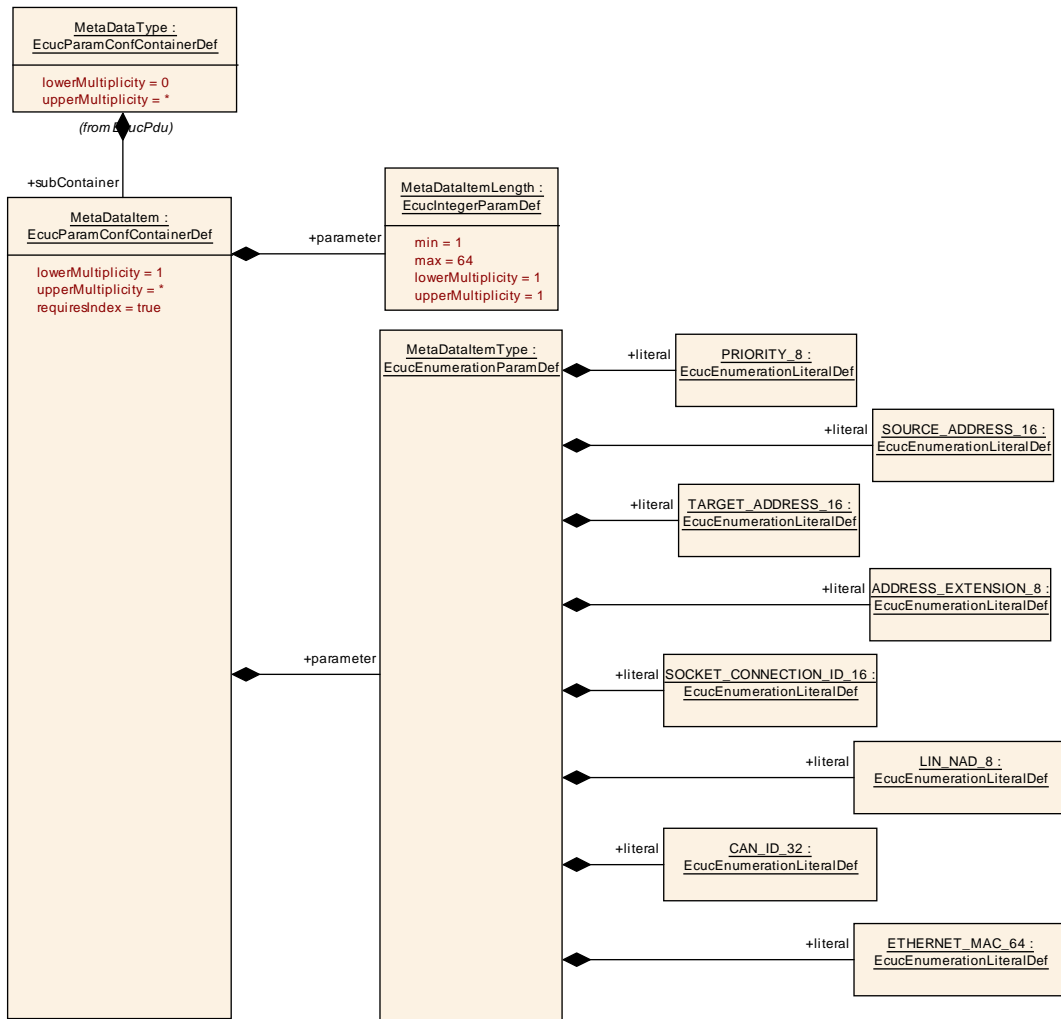 MetaDataType :
EcucParamConfContainerDef
lowerMultiplicity = 0
upperMultiplicity = *
(from EcucPdu)
+subContainer
MetaDataItem :
EcucParamConfContainerDef
lowerMultiplicity = 1
upperMultiplicity = *
requiresIndex = true
+parameter
MetaDataItemLength :
EcucIntegerParamDef
min = 1
max = 64
lowerMultiplicity = 1
upperMultiplicity = 1
+parameter
MetaDataItemType :
EcucEnumerationParamDef
+literal
PRIORITY_8 :
EcucEnumerationLiteralDef
+literal
SOURCE_ADDRESS_16 :
EcucEnumerationLiteralDef
+literal
TARGET_ADDRESS_16 :
EcucEnumerationLiteralDef
+literal
ADDRESS_EXTENSION_8 :
EcucEnumerationLiteralDef
+literal
SOCKET_CONNECTION_ID_16 :
EcucEnumerationLiteralDef
+literal
LIN_NAD_8 :
EcucEnumerationLiteralDef
+literal
CAN_ID_32 :
EcucEnumerationLiteralDef
+literal
ETHERNET_MAC_64 :
EcucEnumerationLiteralDef